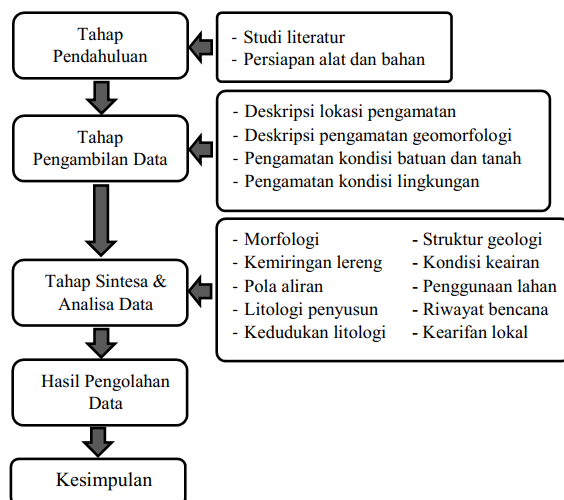 Tahap
Pendahuluan
- Studi literatur
- Persiapan alat dan bahan
Tahap
Pengambilan Data
- Deskripsi lokasi pengamatan
- Deskripsi pengamatan geomorfologi
- Pengamatan kondisi batuan dan tanah
- Pengamatan kondisi lingkungan
Tahap Sintesa &
Analisa Data
- Morfologi
- Kemiringan lereng
- Pola aliran
- Litologi penyusun
- Kedudukan litologi
- Struktur geologi
- Kondisi keairan
- Penggunaan lahan
- Riwayat bencana
- Kearifan lokal
Hasil Pengolahan
Data
Kesimpulan